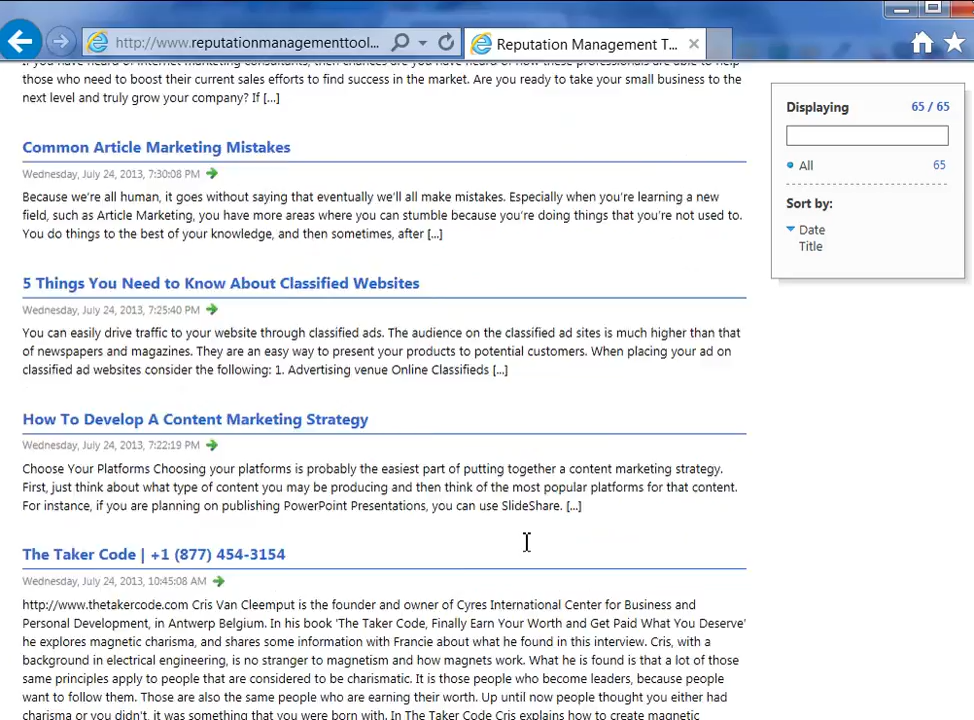 http://www.reputationmanagementtool...
Reputation Management T...
If you have heard of internet marketing consultants, then chances are you have heard of how these professionals are able to help
those who need to boost their current sales efforts to find success in the market. Are you ready to take your small business to the
next level and truly grow your company? If [...]
Displaying
65 / 65
All
65
Sort by:
Date
Title
Common Article Marketing Mistakes
Wednesday, July 24, 2013, 7:30:08 PM
Because we're all human, it goes without saying that eventually we'll all make mistakes. Especially when you're learning a new
field, such as Article Marketing, you have more areas where you can stumble because you're doing things that you're not used to.
You do things to the best of your knowledge, and then sometimes, after [...]
5 Things You Need to Know About Classified Websites
Wednesday, July 24, 2013, 7:25:40 PM
You can easily drive traffic to your website through classified ads. The audience on the classified ad sites is much higher than that
of newspapers and magazines. They are an easy way to present your products to potential customers. When placing your ad on
classified ad websites consider the following: 1. Advertising venue Online Classifieds [...]
How To Develop A Content Marketing Strategy
Wednesday, July 24, 2013, 7:22:19 PM
Choose Your Platforms Choosing your platforms is probably the easiest part of putting together a content marketing strategy.
First, just think about what type of content you may be producing and then think of the most popular platforms for that content.
For instance, if you are planning on publishing PowerPoint Presentations, you can use SlideShare. [...]
The Taker Code | +1 (877) 454-3154
Wednesday, July 24, 2013, 10:45:08 AM
http://www.thetakercode.com Cris Van Cleemput is the founder and owner of Cyres International Center for Business and
Personal Development, in Antwerp Belgium. In his book 'The Taker Code, Finally Earn Your Worth and Get Paid What You Deserve'
he explores magnetic charisma, and shares some information with Francie about what he found in this interview. Cris, with a
background in electrical engineering, is no stranger to magnetism and how magnets work. What he is found is that a lot of those
same principles apply to people that are considered to be charismatic. It is those people who become leaders, because people
want to follow them. Those are also the same people who are earning their worth. Up until now people thought you either had
charisma or you didn't, it was something that you were born with. In The Taker Code Cris explains how to create magnetic